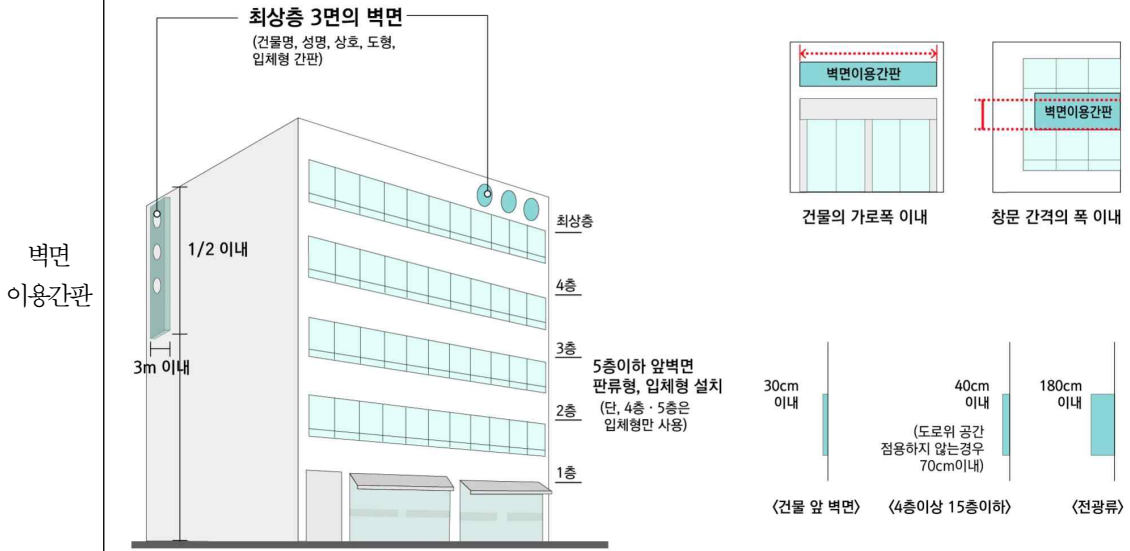 벽면
이용간판
최상층 3면의 벽면
(건물명, 성명, 상호, 도형,
입체형 간판)
1/2 이내
3m 이내
최상층
4층
3층
2층
1층
5층이하 앞벽면
판류형, 입체형 설치
(단, 4층 · 5층은
입체형만 사용)
벽면이용간판
건물의 가로폭 이내
벽면이용간판
창문 간격의 폭 이내
30cm
이내
〈건물 앞 벽면〉
40cm
이내
(도로위 공간
점용하지 않는경우
70cm이내)
〈4층이상 15층이하〉
180cm
이내
〈전광류〉